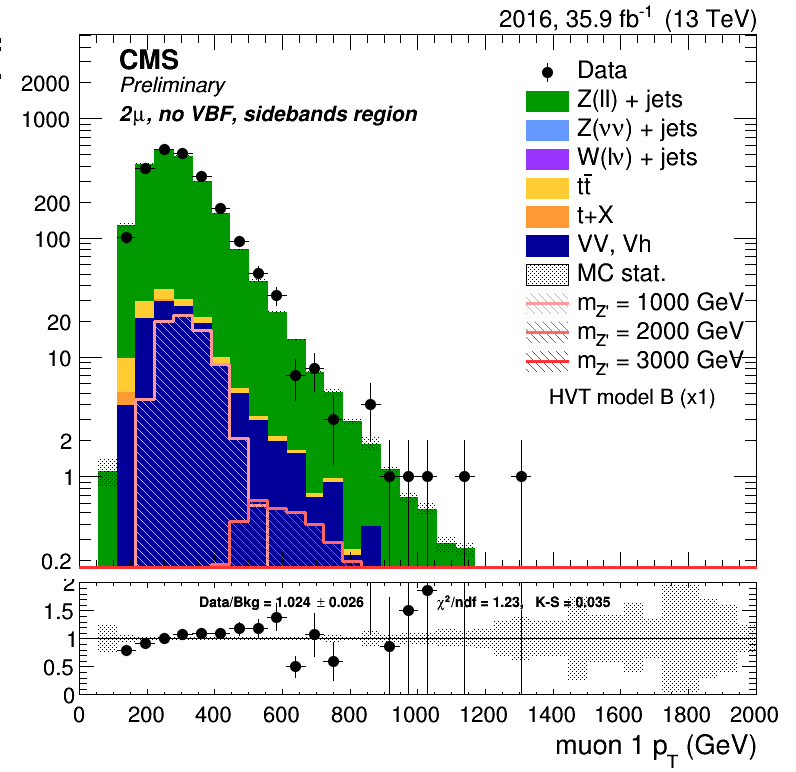 2016, 35.9 fb⁻¹ (13 TeV)
CMS
Preliminary
2μ, no VBF, sidebands region
Data
Z(ll) + jets
Z(νν) + jets
W(lν) + jets
tt̄
t+X
VV, Vh
MC stat.
m_Z' = 1000 GeV
m_Z' = 2000 GeV
m_Z' = 3000 GeV
HVT model B (x1)
2000
1000
200
100
20
10
2
1
0.2
Data/Bkg = 1.024 ± 0.026
χ²/ndf = 1.23, K-S = 0.035
2
1.5
1
0.5
0
0 200 400 600 800 1000 1200 1400 1600 1800 2000
muon 1 p_T (GeV)